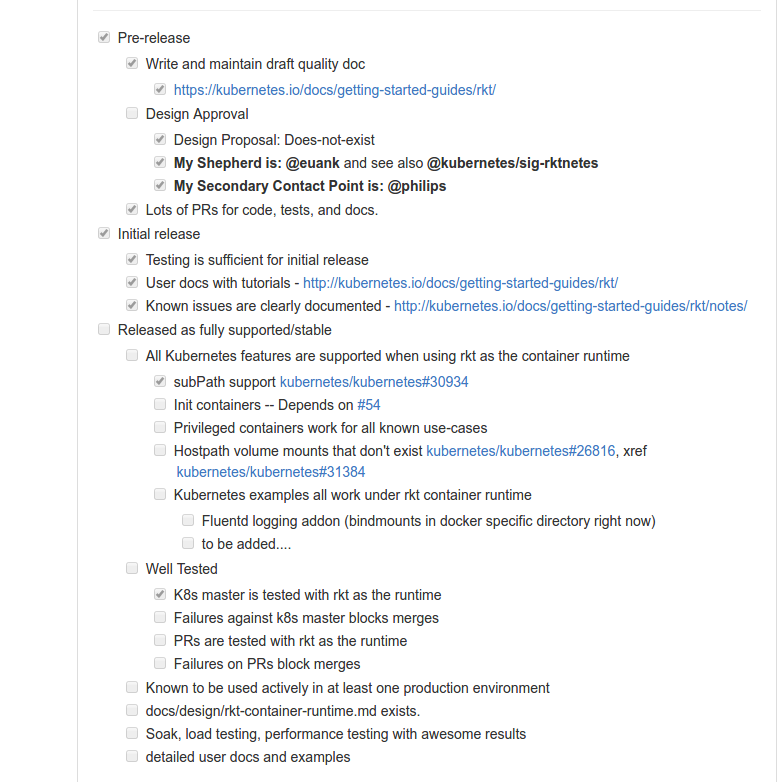 Pre-release
Write and maintain draft quality doc
https://kubernetes.io/docs/getting-started-guides/rkt/
Design Approval
Design Proposal: Does-not-exist
My Shepherd is: @euank and see also @kubernetes/sig-rktnetes
My Secondary Contact Point is: @philips
Lots of PRs for code, tests, and docs.
Initial release
Testing is sufficient for initial release
User docs with tutorials - http://kubernetes.io/docs/getting-started-guides/rkt/
Known issues are clearly documented - http://kubernetes.io/docs/getting-started-guides/rkt/notes/
Released as fully supported/stable
All Kubernetes features are supported when using rkt as the container runtime
subPath support kubernetes/kubernetes#30934
Init containers -- Depends on #54
Privileged containers work for all known use-cases
Hostpath volume mounts that don't exist kubernetes/kubernetes#26816, xref
kubernetes/kubernetes#31384
Kubernetes examples all work under rkt container runtime
Fluentd logging addon (bindmounts in docker specific directory right now)
to be added....
Well Tested
K8s master is tested with rkt as the runtime
Failures against k8s master blocks merges
PRs are tested with rkt as the runtime
Failures on PRs block merges
Known to be used actively in at least one production environment
docs/design/rkt-container-runtime.md exists.
Soak, load testing, performance testing with awesome results
detailed user docs and examples